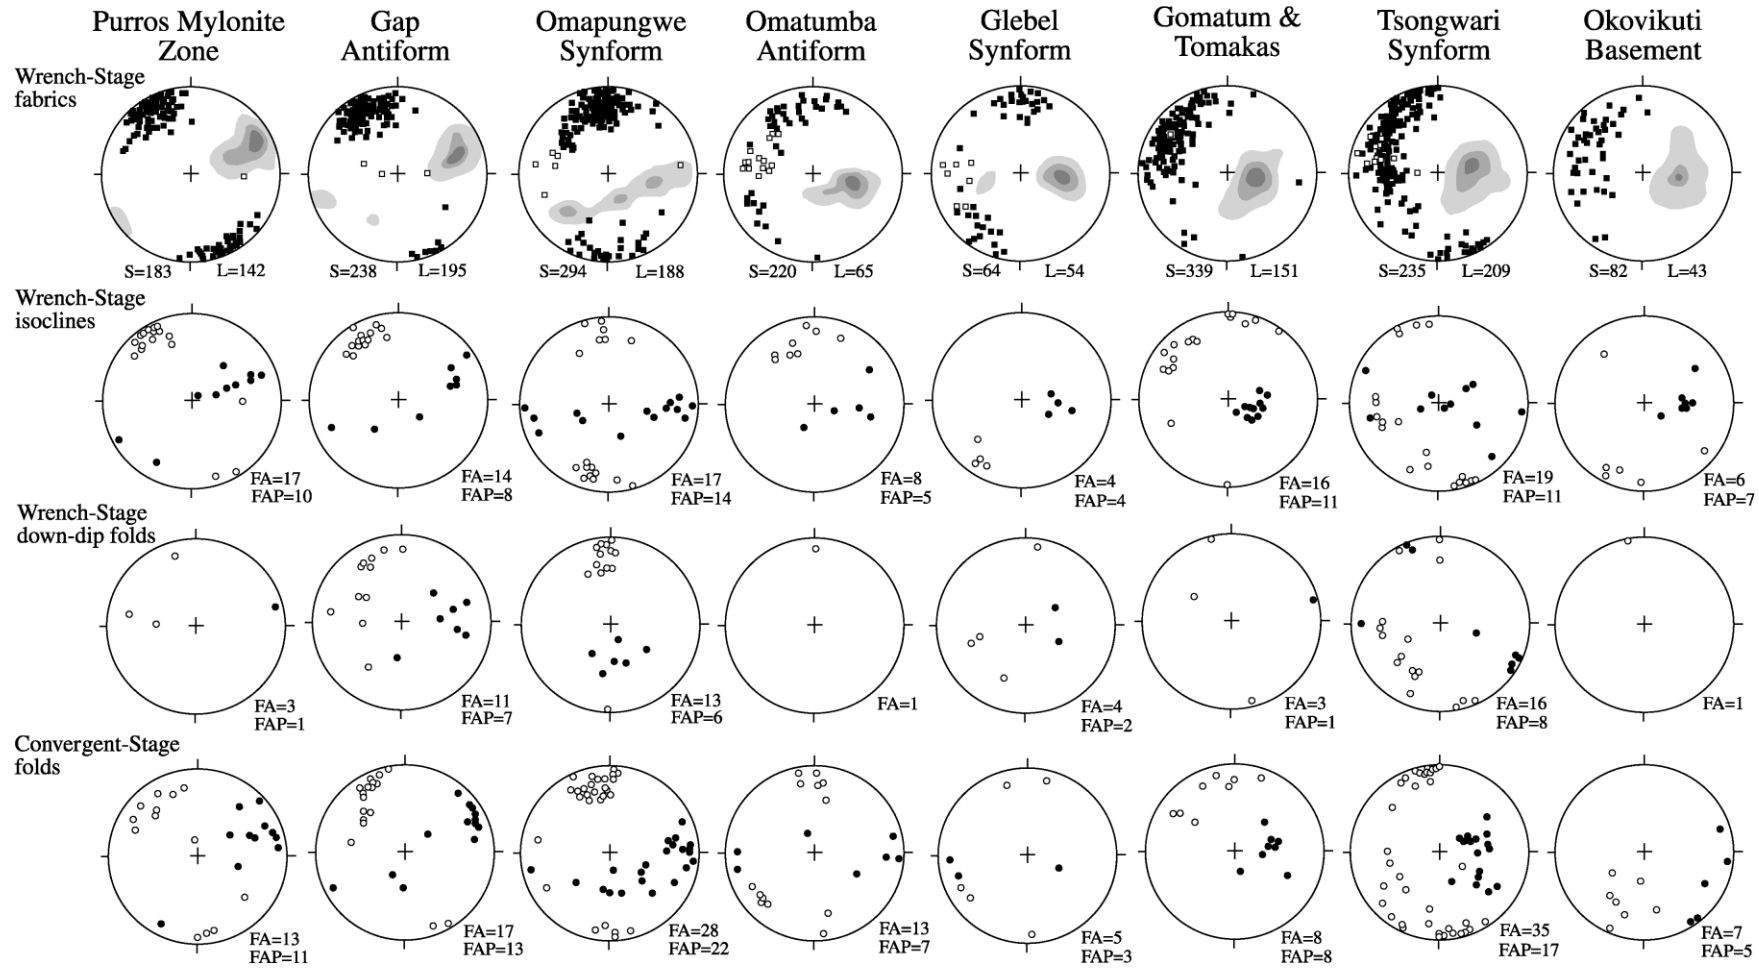 Purros Mylonite
Zone
Gap
Antiform
Omapungwe
Synform
Omatumba
Antiform
Glebel
Synform
Gomatum &
Tomakas
Tsongwari
Synform
Okovikuti
Basement
Wrench-Stage
fabrics
S=183 L=142
S=238 L=195
S=294 L=188
S=220 L=65
S=64 L=54
S=339 L=151
S=235 L=209
S=82 L=43
Wrench-Stage
isoclines
FA=17
FAP=10
FA=14
FAP=8
FA=17
FAP=14
FA=8
FAP=5
FA=4
FAP=4
FA=16
FAP=11
FA=19
FAP=11
FA=6
FAP=7
Wrench-Stage
down-dip folds
FA=3
FAP=1
FA=11
FAP=7
FA=13
FAP=6
FA=1
FA=4
FAP=2
FA=3
FAP=1
FA=16
FAP=8
FA=1
Convergent-Stage
folds
FA=13
FAP=11
FA=17
FAP=13
FA=28
FAP=22
FA=13
FAP=7
FA=5
FAP=3
FA=8
FAP=8
FA=35
FAP=17
FA=7
FAP=5